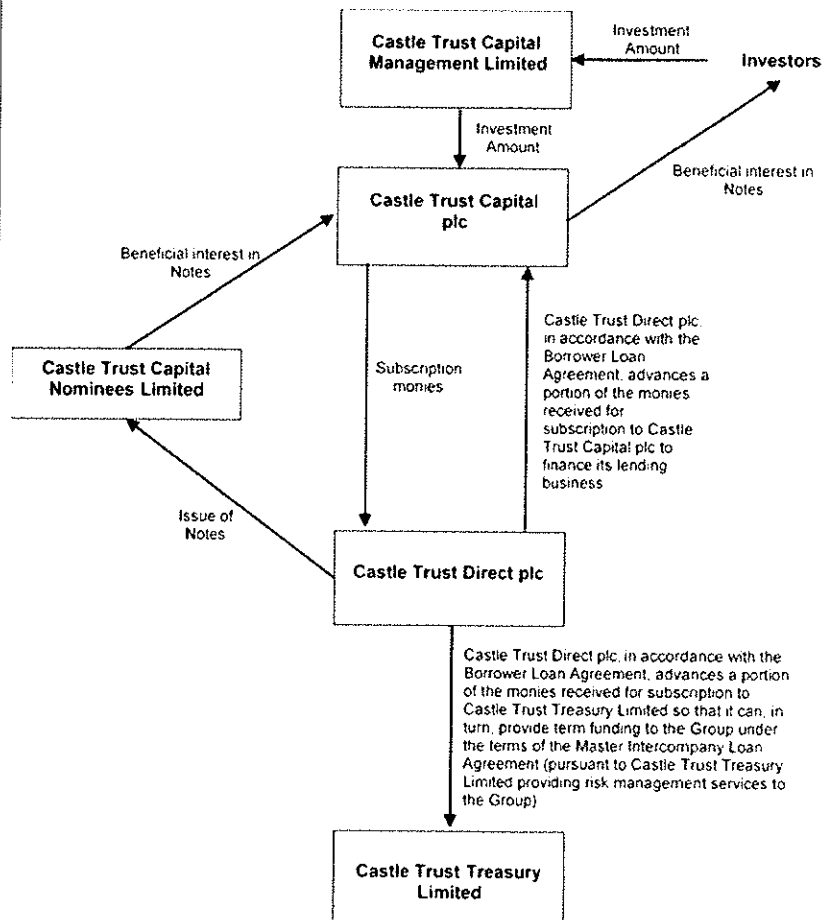 Castle Trust Capital
Management Limited
Investment
Amount
Investors
Investment
Amount
Beneficial interest in
Notes
Castle Trust Capital
plc
Beneficial interest in
Notes
Castle Trust Capital
Nominees Limited
Subscription
monies
Castle Trust Direct plc,
in accordance with the
Borrower Loan
Agreement, advances a
portion of the monies
received for
subscription to Castle
Trust Capital plc to
finance its lending
business
Issue of
Notes
Castle Trust Direct plc
Castle Trust Direct plc, in accordance with the
Borrower Loan Agreement, advances a portion
of the monies received for subscription to
Castle Trust Treasury Limited so that it can, in
turn, provide term funding to the Group under
the terms of the Master Intercompany Loan
Agreement (pursuant to Castle Trust Treasury
Limited providing risk management services to
the Group)
Castle Trust Treasury
Limited